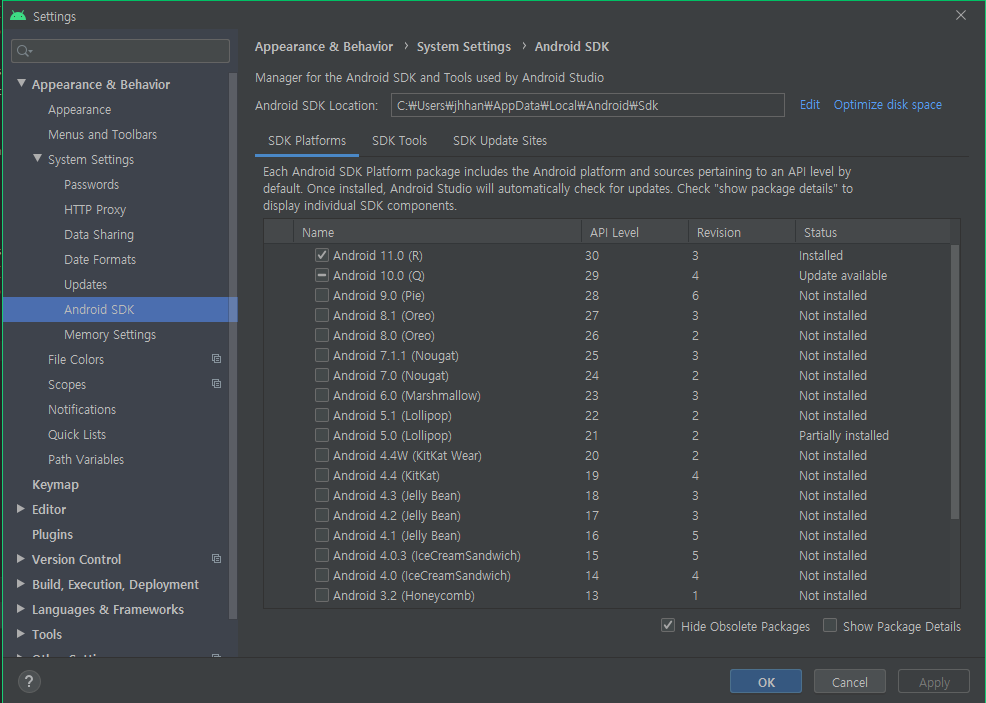 Settings
Appearance & Behavior
Appearance
Menus and Toolbars
System Settings
Passwords
HTTP Proxy
Data Sharing
Date Formats
Updates
Android SDK
Memory Settings
File Colors
Scopes
Notifications
Quick Lists
Path Variables
Keymap
Editor
Plugins
Version Control
Build, Execution, Deployment
Languages & Frameworks
Tools
Appearance & Behavior › System Settings › Android SDK
Manager for the Android SDK and Tools used by Android Studio
Android SDK Location: C:₩Users₩jhhan₩AppData₩Local₩Android₩Sdk Edit Optimize disk space
SDK Platforms SDK Tools SDK Update Sites
Each Android SDK Platform package includes the Android platform and sources pertaining to an API level by
default. Once installed, Android Studio will automatically check for updates. Check "show package details" to
display individual SDK components.
Name API Level Revision Status
Android 11.0 (R) 30 3 Installed
Android 10.0 (Q) 29 4 Update available
Android 9.0 (Pie) 28 6 Not installed
Android 8.1 (Oreo) 27 3 Not installed
Android 8.0 (Oreo) 26 2 Not installed
Android 7.1.1 (Nougat) 25 3 Not installed
Android 7.0 (Nougat) 24 2 Not installed
Android 6.0 (Marshmallow) 23 3 Not installed
Android 5.1 (Lollipop) 22 2 Not installed
Android 5.0 (Lollipop) 21 2 Partially installed
Android 4.4W (KitKat Wear) 20 2 Not installed
Android 4.4 (KitKat) 19 4 Not installed
Android 4.3 (Jelly Bean) 18 3 Not installed
Android 4.2 (Jelly Bean) 17 3 Not installed
Android 4.1 (Jelly Bean) 16 5 Not installed
Android 4.0.3 (IceCreamSandwich) 15 5 Not installed
Android 4.0 (IceCreamSandwich) 14 4 Not installed
Android 3.2 (Honeycomb) 13 1 Not installed
Hide Obsolete Packages Show Package Details
? OK Cancel Apply